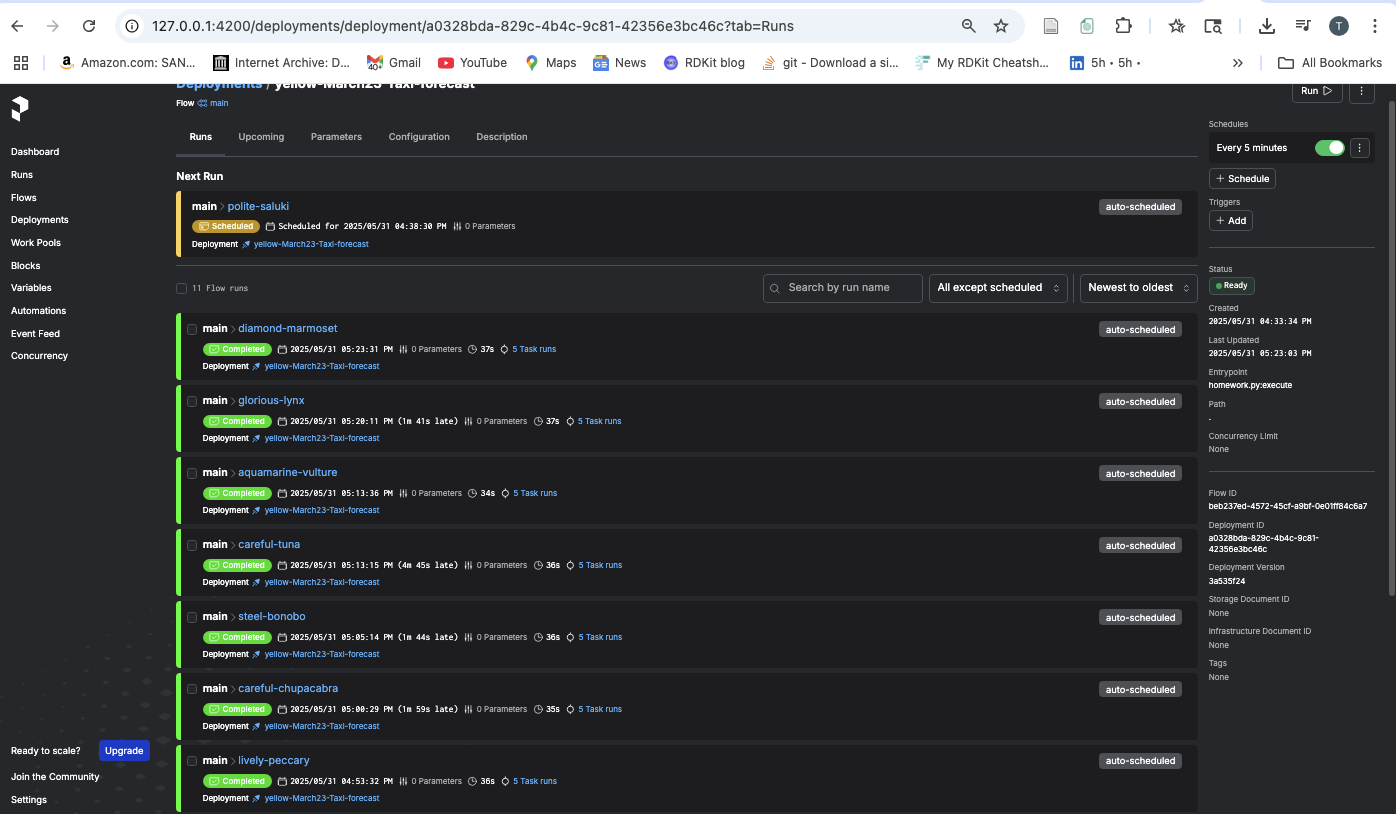 127.0.0.1:4200/deployments/deployment/a0328bda-829c-4b4c-9c81-42356e3bc46c?tab=Runs
T
Amazon.com: SAN... Internet Archive: D... 40+ Gmail YouTube Maps News RDKit blog git - Download a si... My RDKit Cheatsh... 5h • 5h • All Bookmarks
Deployments / yellow-March23-Taxi-forecast
Flow main
Run
Dashboard
Runs
Flows
Deployments
Work Pools
Blocks
Variables
Automations
Event Feed
Concurrency
Ready to scale? Upgrade
Join the Community
Settings
Runs Upcoming Parameters Configuration Description
Next Run
main > polite-saluki auto-scheduled
Scheduled Scheduled for 2025/05/31 04:38:30 PM 0 Parameters
Deployment yellow-March23-Taxi-forecast
11 Flow runs Search by run name All except scheduled Newest to oldest
main > diamond-marmoset auto-scheduled
Completed 2025/05/31 05:23:31 PM 0 Parameters 37s 5 Task runs
Deployment yellow-March23-Taxi-forecast
main > glorious-lynx auto-scheduled
Completed 2025/05/31 05:20:11 PM (1m 41s late) 0 Parameters 37s 5 Task runs
Deployment yellow-March23-Taxi-forecast
main > aquamarine-vulture auto-scheduled
Completed 2025/05/31 05:13:36 PM 0 Parameters 34s 5 Task runs
Deployment yellow-March23-Taxi-forecast
main > careful-tuna auto-scheduled
Completed 2025/05/31 05:13:15 PM (4m 45s late) 0 Parameters 36s 5 Task runs
Deployment yellow-March23-Taxi-forecast
main > steel-bonobo auto-scheduled
Completed 2025/05/31 05:05:14 PM (1m 44s late) 0 Parameters 36s 5 Task runs
Deployment yellow-March23-Taxi-forecast
main > careful-chupacabra auto-scheduled
Completed 2025/05/31 05:00:29 PM (1m 59s late) 0 Parameters 35s 5 Task runs
Deployment yellow-March23-Taxi-forecast
main > lively-peccary auto-scheduled
Completed 2025/05/31 04:53:32 PM 0 Parameters 36s 5 Task runs
Deployment yellow-March23-Taxi-forecast
Schedules
Every 5 minutes
+ Schedule
Triggers
+ Add
Status
Ready
Created
2025/05/31 04:33:34 PM
Last Updated
2025/05/31 05:23:03 PM
Entrypoint
homework.py:execute
Path
-
Concurrency Limit
None
Flow ID
beb237ed-4572-45cf-a9bf-0e01ff84c6a7
Deployment ID
a0328bda-829c-4b4c-9c81-
42356e3bc46c
Deployment Version
3a535f24
Storage Document ID
None
Infrastructure Document ID
None
Tags
None